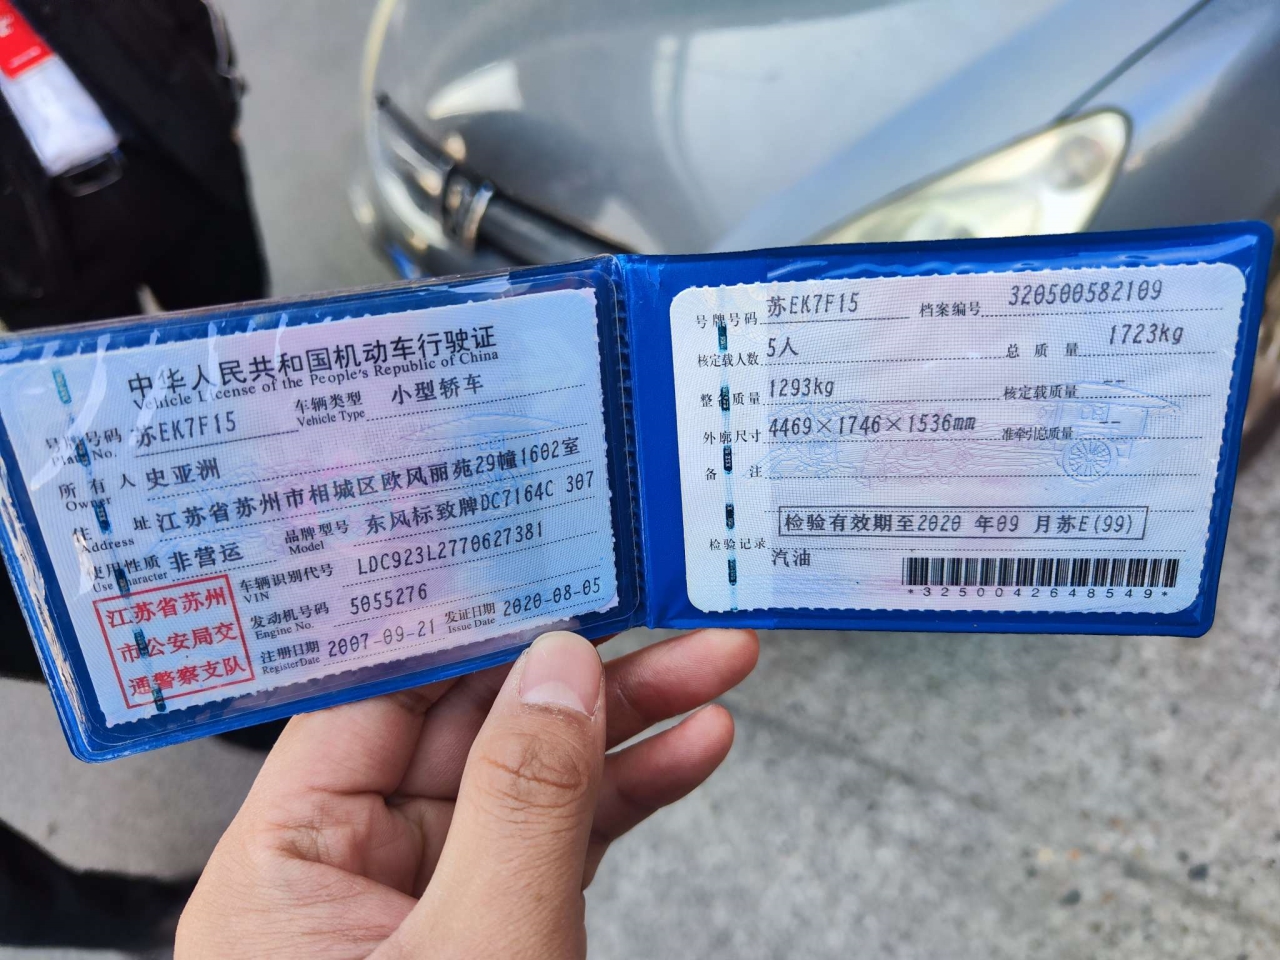 中华人民共和国机动车行驶证
Vehicle License of the People's Republic of China
号牌号码 苏EK7F15 车辆类型 小型轿车
Plate No. Vehicle Type
所有人 史亚洲
Owner
住址 江苏省苏州市相城区欧风丽苑29幢1602室
Address
使用性质 非营运 品牌型号 东风标致牌DC7164C 307
Use Character Model
车辆识别代号 LDC923L2770627381
VIN
发动机号码 5055276
Engine No.
注册日期 2007-09-21 发证日期 2020-08-05
RegisterDate Issue Date
江苏省苏州
市公安局交
通警察支队
号牌号码 苏EK7F15 档案编号 320500582109
核定载人数 5人 总质量 1723kg
整备质量 1293kg 核定载质量 --
外廓尺寸 4469×1746×1536mm 准牵引总质量 --
备注
检验有效期至2020 年09 月苏E(99)
检验记录
汽油
*3250042648549*